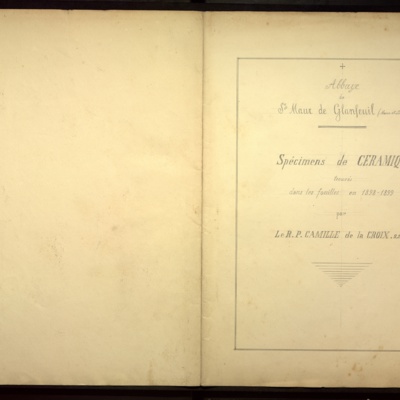 Abbaye
de
St Maur de Glanfeuil
Spécimens de CERAMIQ
trouvés
dans les fouilles en 1898-1899
par
Le R. P. CAMILLE de la CROIX, s.j.